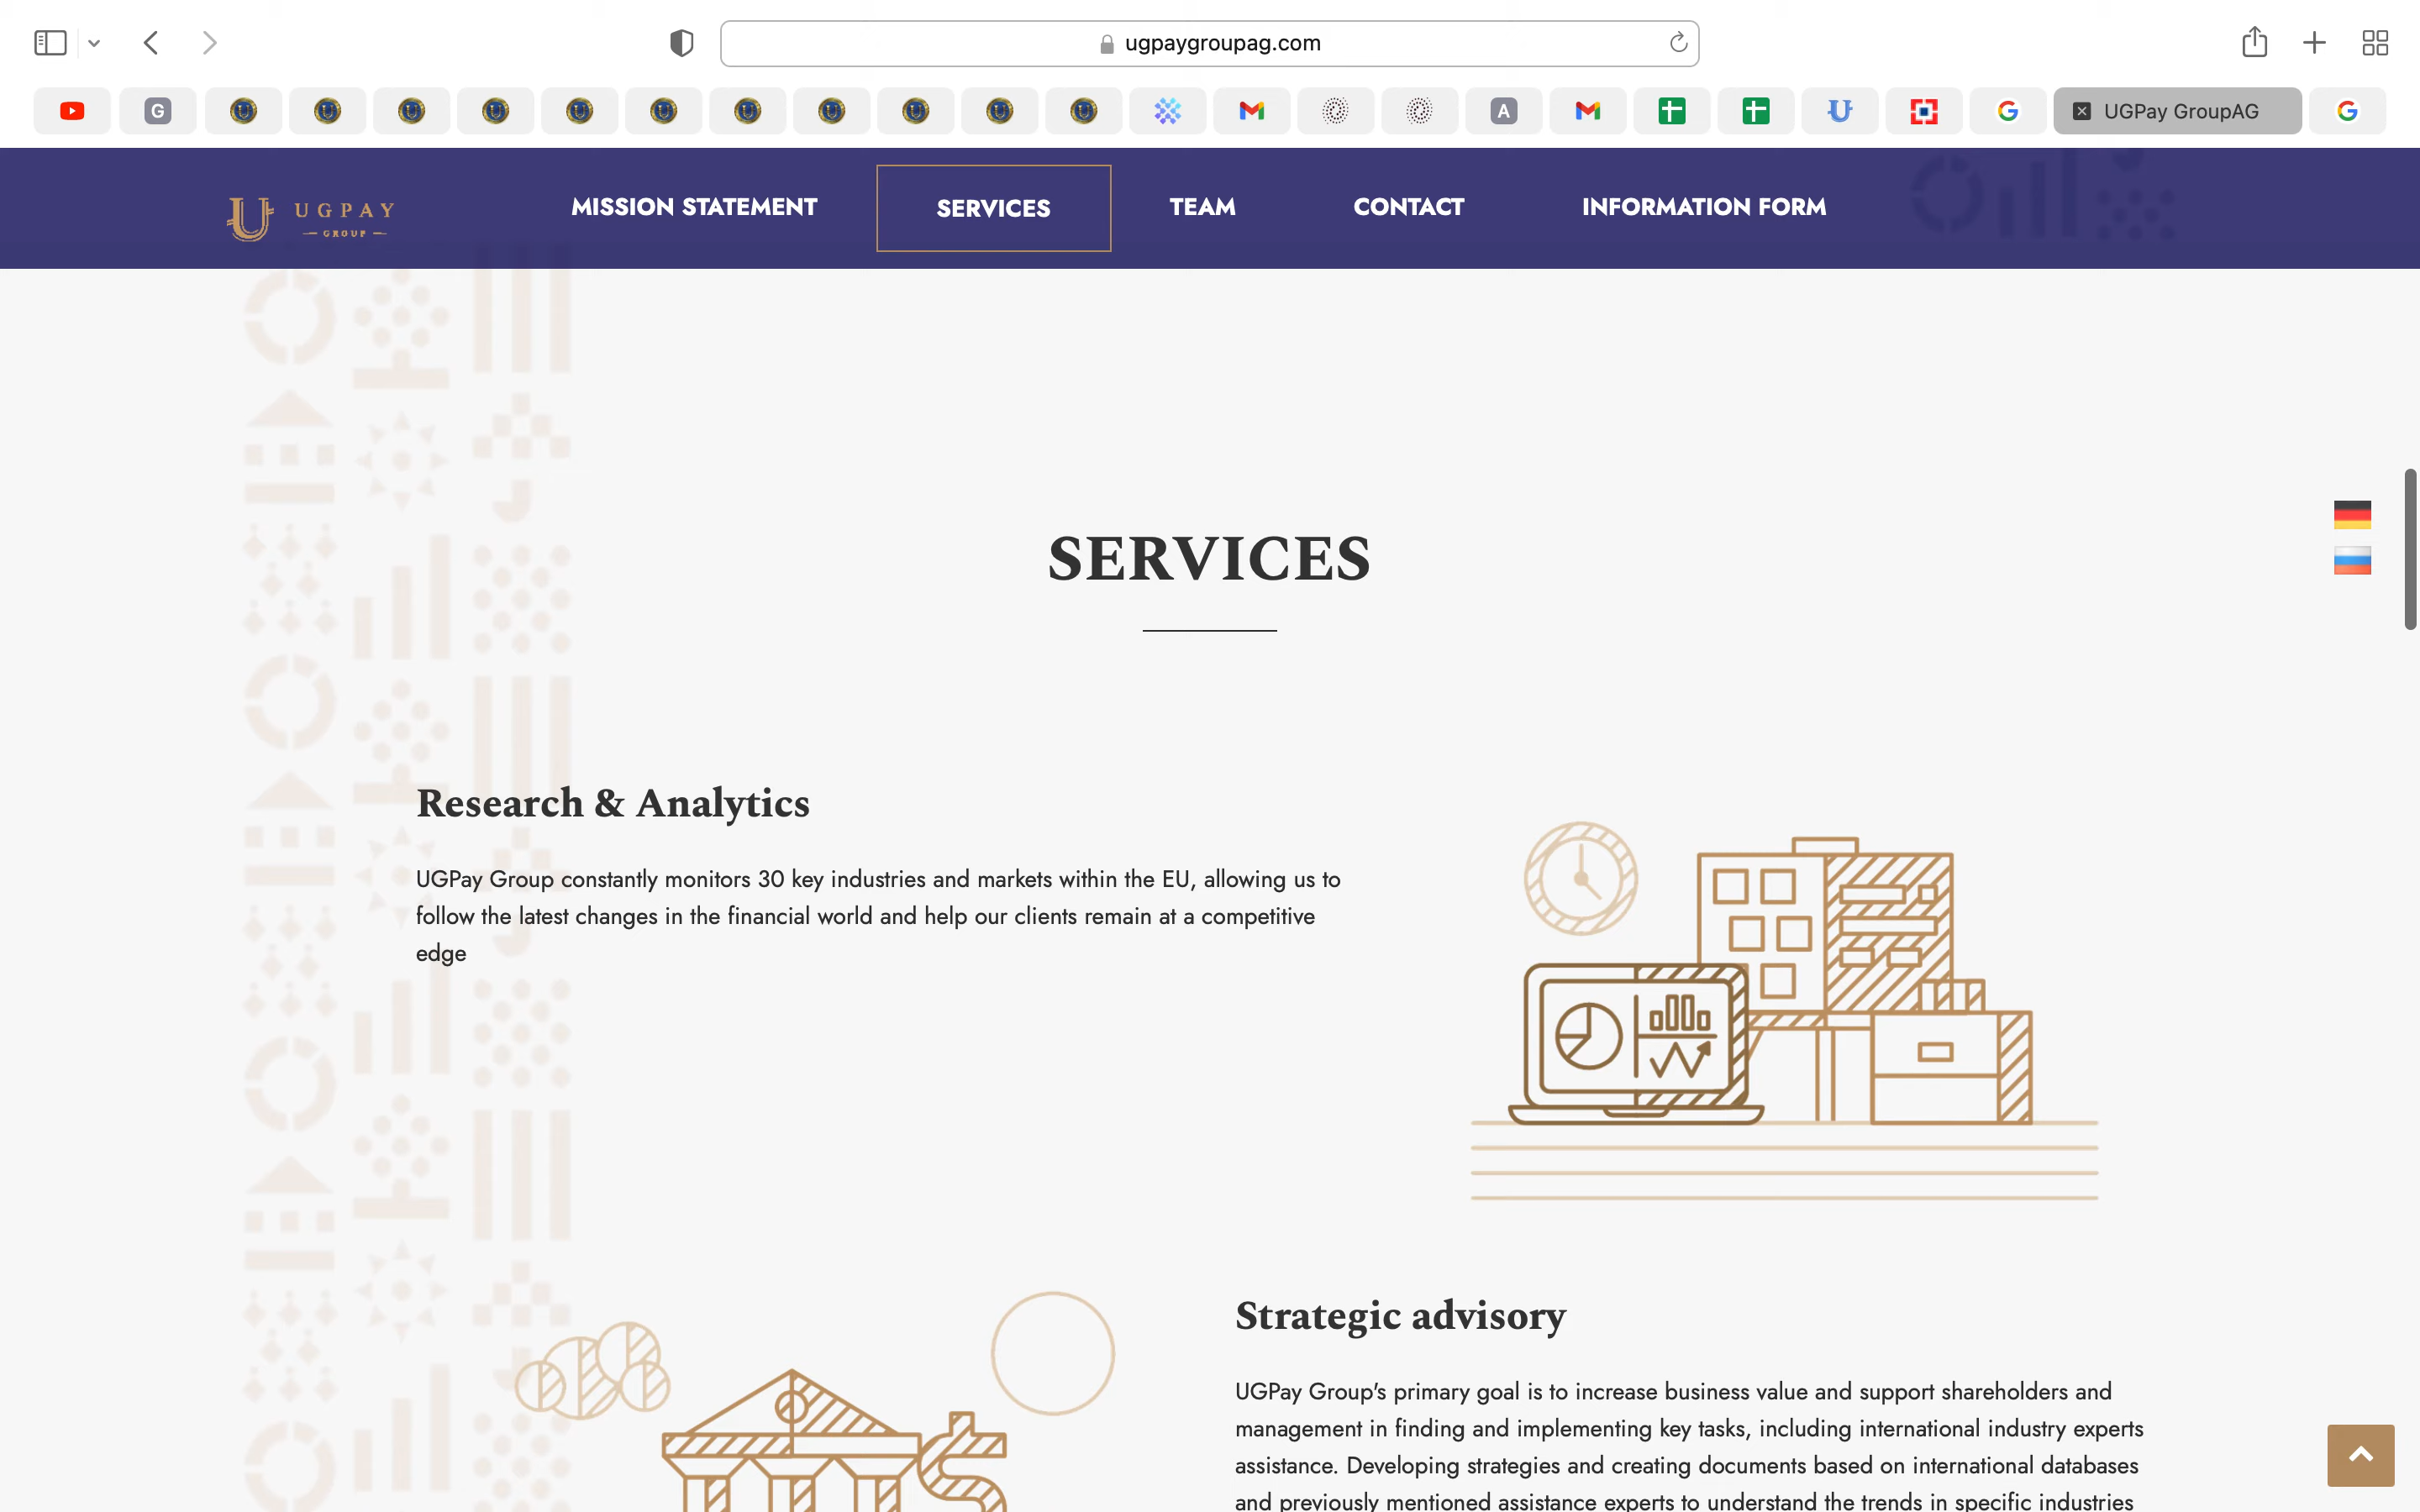 ugpaygroupag.com
G
A
UGPay GroupAG
UGPAY
GROUP
MISSION STATEMENT
SERVICES
TEAM
CONTACT
INFORMATION FORM
SERVICES
Research & Analytics
UGPay Group constantly monitors 30 key industries and markets within the EU, allowing us to
follow the latest changes in the financial world and help our clients remain at a competitive
edge
Strategic advisory
UGPay Group's primary goal is to increase business value and support shareholders and
management in finding and implementing key tasks, including international industry experts
assistance. Developing strategies and creating documents based on international databases
and previously mentioned assistance experts to understand the trends in specific industries